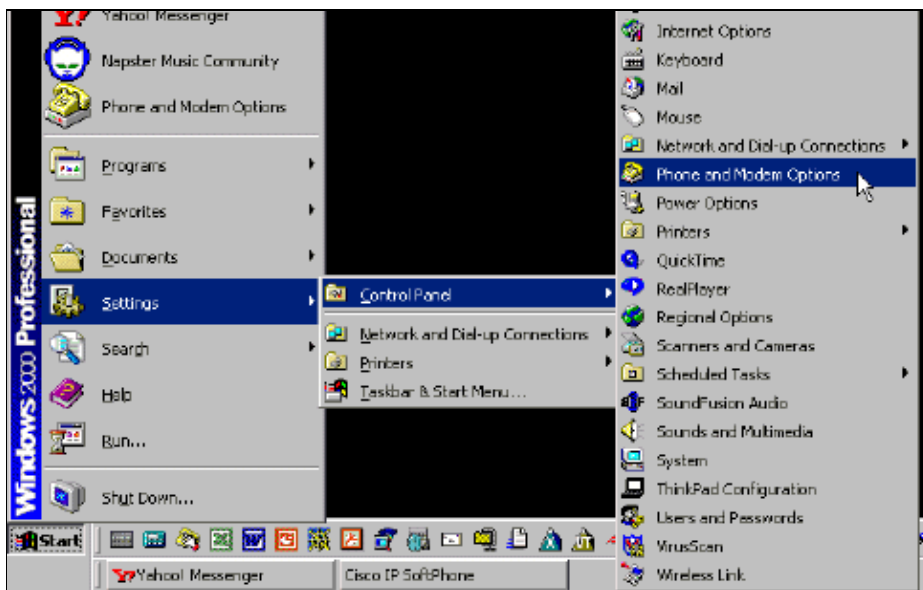 Yahoo! Messenger
Napster Music Community
Phone and Modem Options
Programs
Favorites
Documents
Settings
Search
Help
Run...
Shut Down...
Windows 2000 Professional
Control Panel
Network and Dial-up Connections
Printers
Taskbar & Start Menu...
Internet Options
Keyboard
Mail
Mouse
Network and Dial-up Connections
Phone and Modem Options
Power Options
Printers
QuickTime
RealPlayer
Regional Options
Scanners and Cameras
Scheduled Tasks
SoundFusion Audio
Sounds and Multimedia
System
ThinkPad Configuration
Users and Passwords
VirusScan
Wireless Link
Start
Yahoo! Messenger
Cisco IP SoftPhone